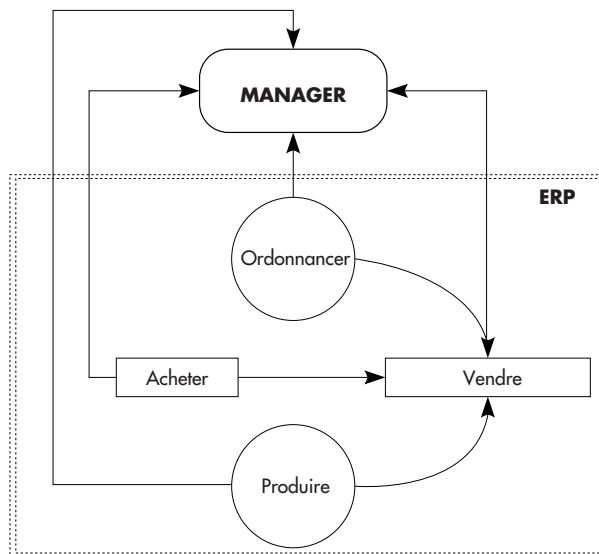 MANAGER
ERP
Ordonnancer
Acheter
Vendre
Produire